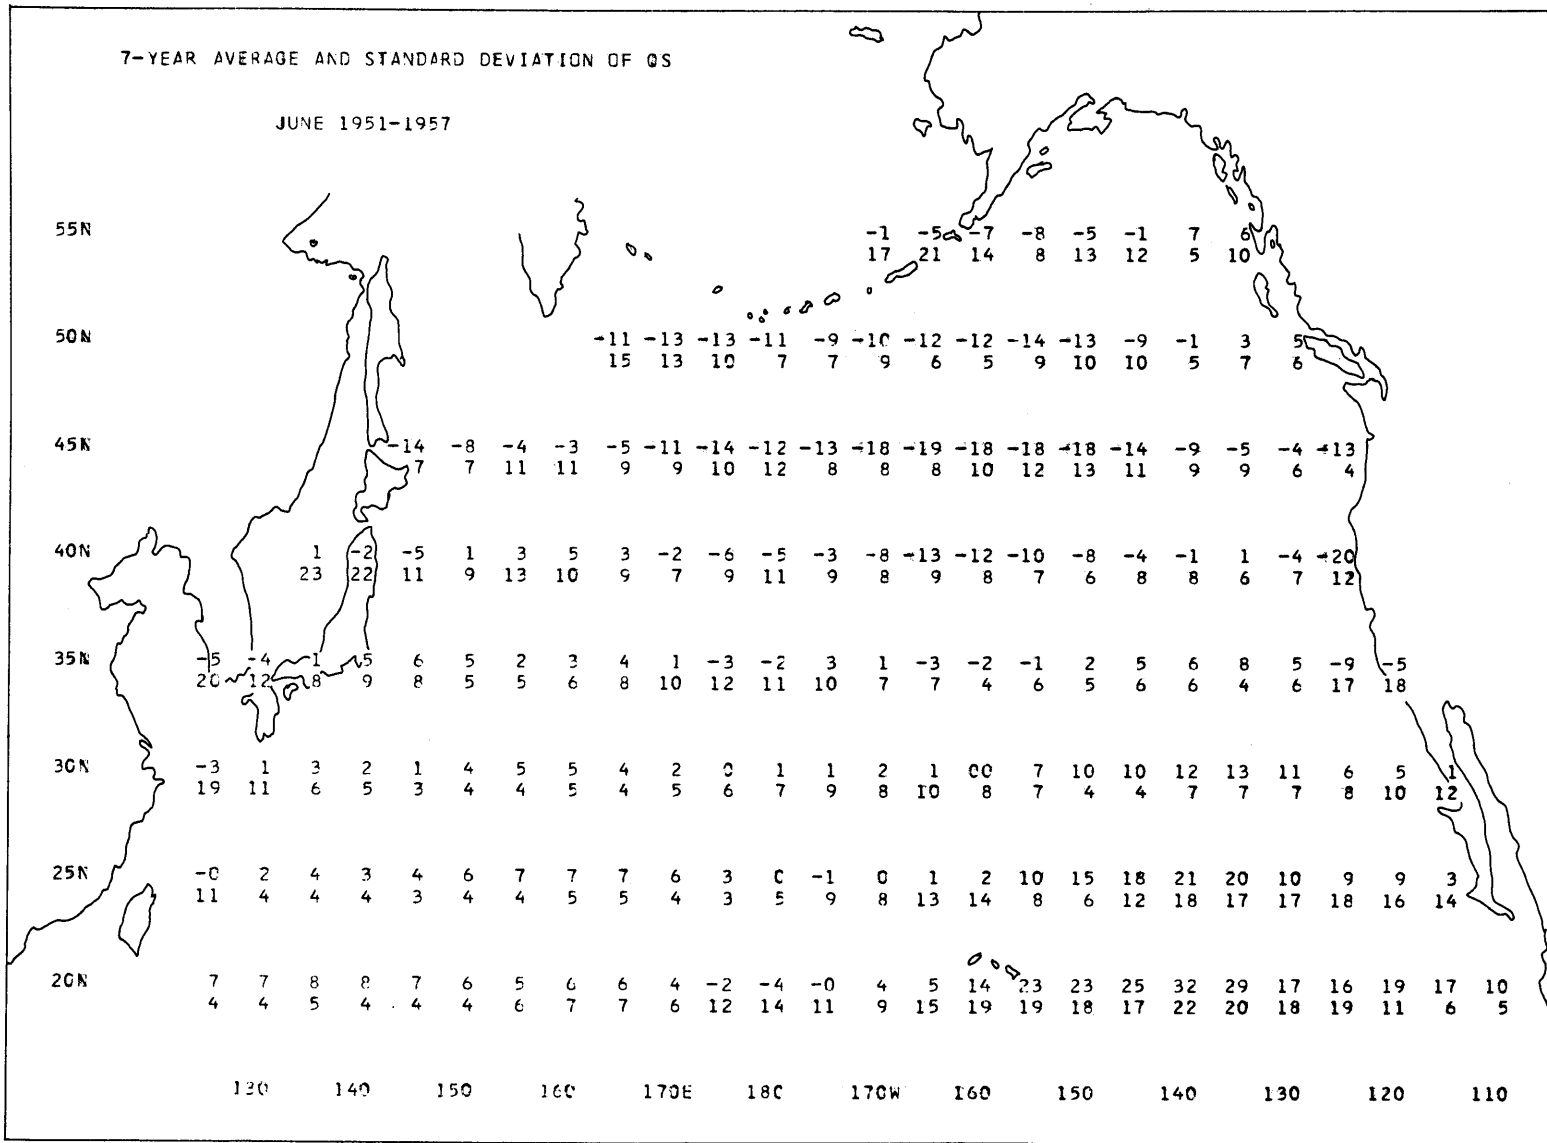 7-YEAR AVERAGE AND STANDARD DEVIATION OF QS
JUNE 1951-1957
55N -1 -5 -7 -8 -5 -1 7 6
17 21 14 8 13 12 5 10
50N -11 -13 -13 -11 -9 -10 -12 -12 -14 -13 -9 -1 3 5
15 13 10 7 7 9 6 5 9 10 10 5 7 6
45N -14 -8 -4 -3 -5 -11 -14 -12 -13 -18 -19 -18 -18 -18 -14 -9 -5 -4 -13
7 7 11 11 9 9 10 12 8 8 8 10 12 13 11 9 9 6 4
40N 1 -2 -5 1 3 5 3 -2 -6 -5 -3 -8 -13 -12 -10 -8 -4 -1 1 -4 -20
23 22 11 9 13 10 9 7 9 11 9 8 9 8 7 6 8 8 6 7 12
35N -5 -4 1 5 6 5 2 3 4 1 -3 -2 3 1 -3 -2 -1 2 5 6 8 5 -9 -5
20 12 8 9 8 5 5 6 8 10 12 11 10 7 7 4 6 5 6 6 4 6 17 18
30N -3 1 3 2 1 4 5 5 4 2 0 1 1 2 1 00 7 10 10 12 13 11 6 5 1
19 11 6 5 3 4 4 5 4 5 6 7 9 8 10 8 7 4 4 7 7 7 8 10 12
25N -0 2 4 3 4 6 7 7 7 6 3 0 -1 0 1 2 10 15 18 21 20 10 9 9 3
11 4 4 4 3 4 4 5 5 4 3 5 9 8 13 14 8 6 12 18 17 17 18 16 14
20N 7 7 8 8 7 6 5 6 6 4 -2 -4 -0 4 5 14 23 23 25 32 29 17 16 19 17 10
4 4 5 4 4 4 6 7 7 6 12 14 11 9 15 19 19 18 17 22 20 18 19 11 6 5
130 140 150 160 170E 180 170W 160 150 140 130 120 110